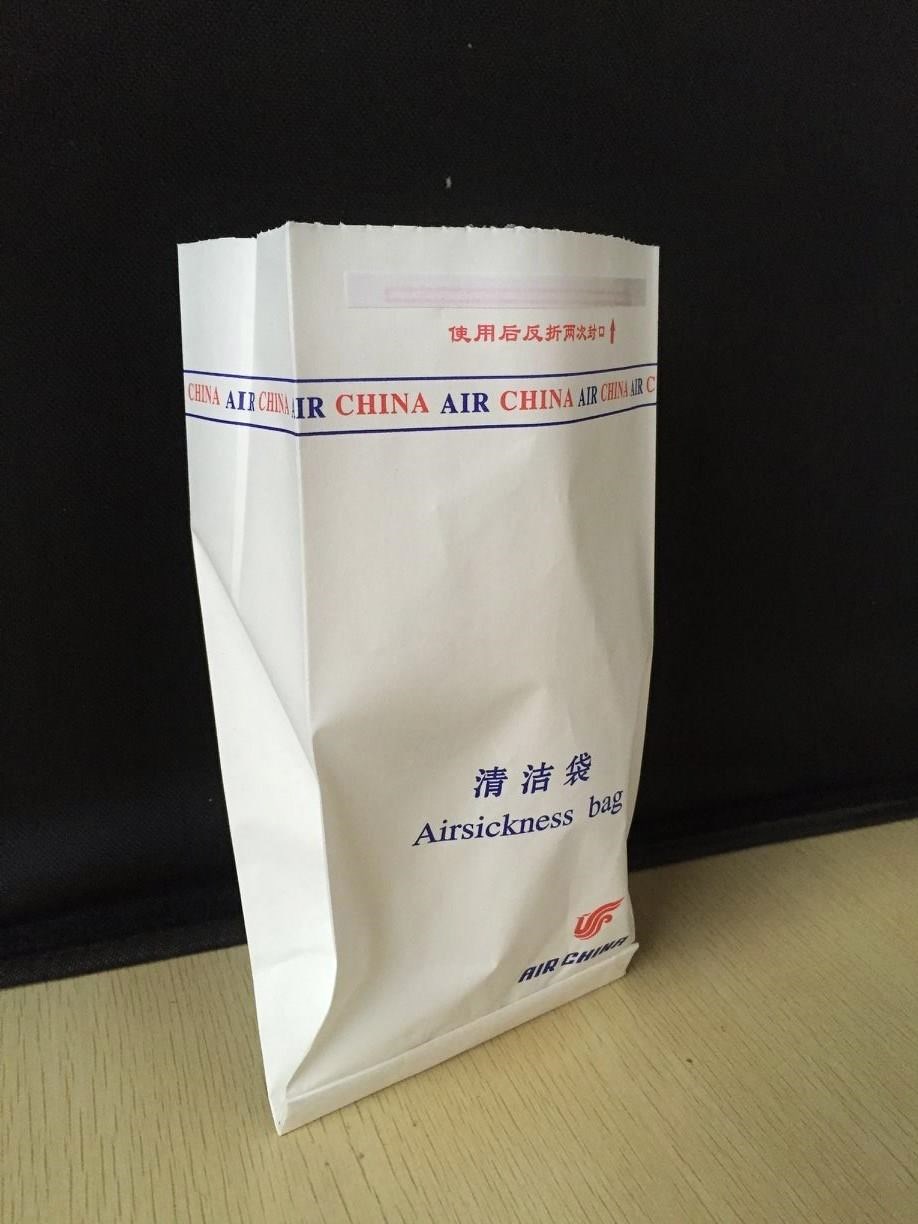 使用后反折两次封口↑
CHINA AIR CHINA AIR CHINA AIR CHINA AIR CHINA AIR C
清洁袋
Airsickness bag
AIR CHINA